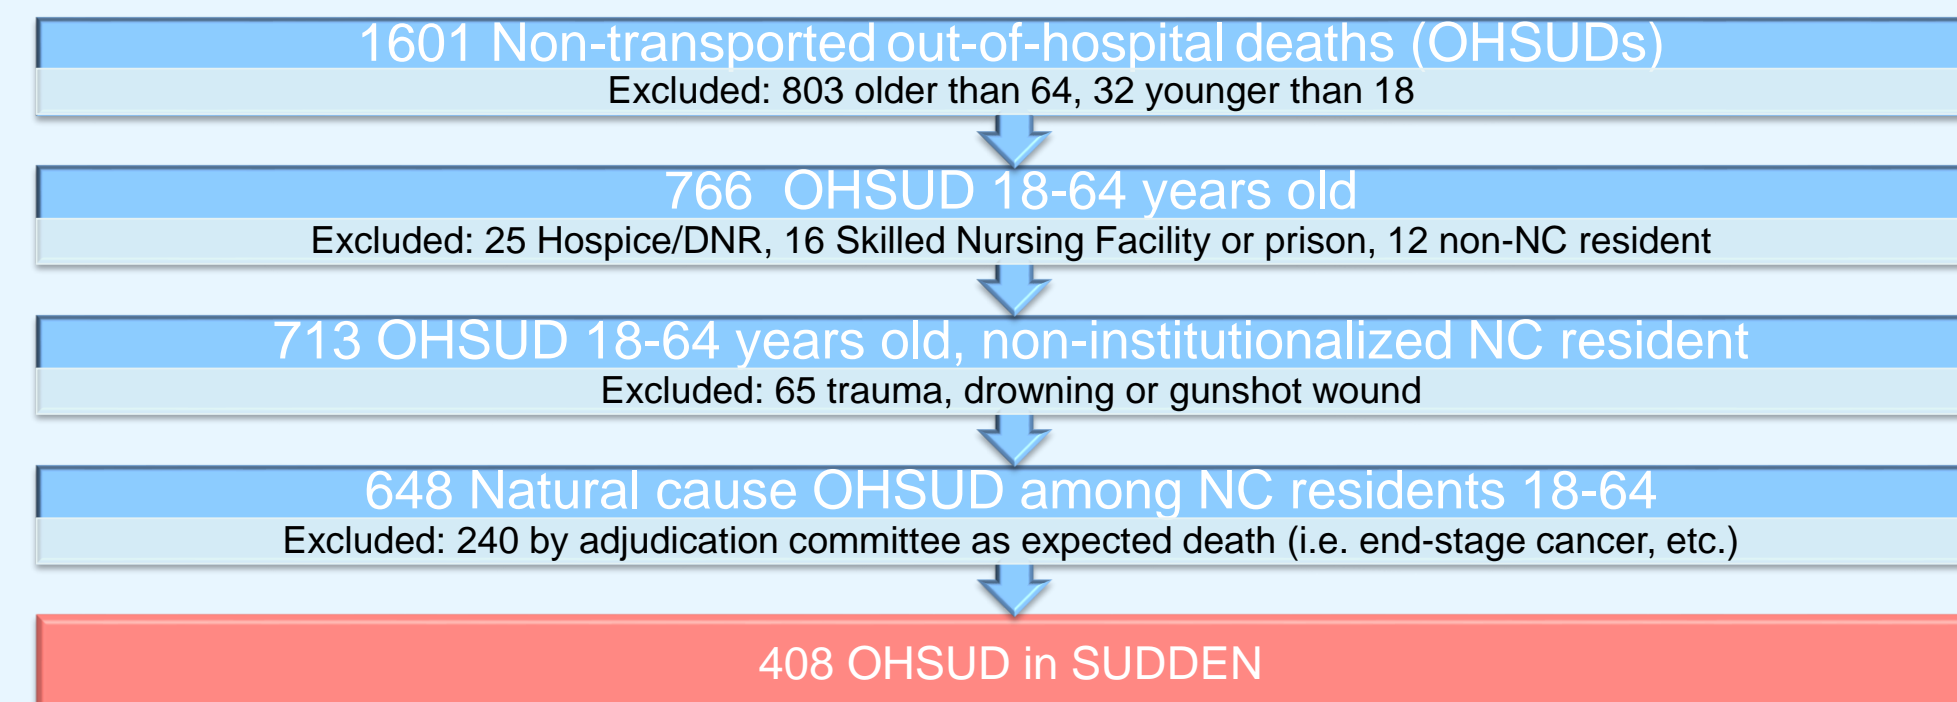 1601 Non-transported out-of-hospital deaths (OHSUDs)
Excluded: 803 older than 64, 32 younger than 18
766 OHSUD 18-64 years old
Excluded: 25 Hospice/DNR, 16 Skilled Nursing Facility or prison, 12 non-NC resident
713 OHSUD 18-64 years old, non-institutionalized NC resident
Excluded: 65 trauma, drowning or gunshot wound
648 Natural cause OHSUD among NC residents 18-64
Excluded: 240 by adjudication committee as expected death (i.e. end-stage cancer, etc.)
408 OHSUD in SUDDEN